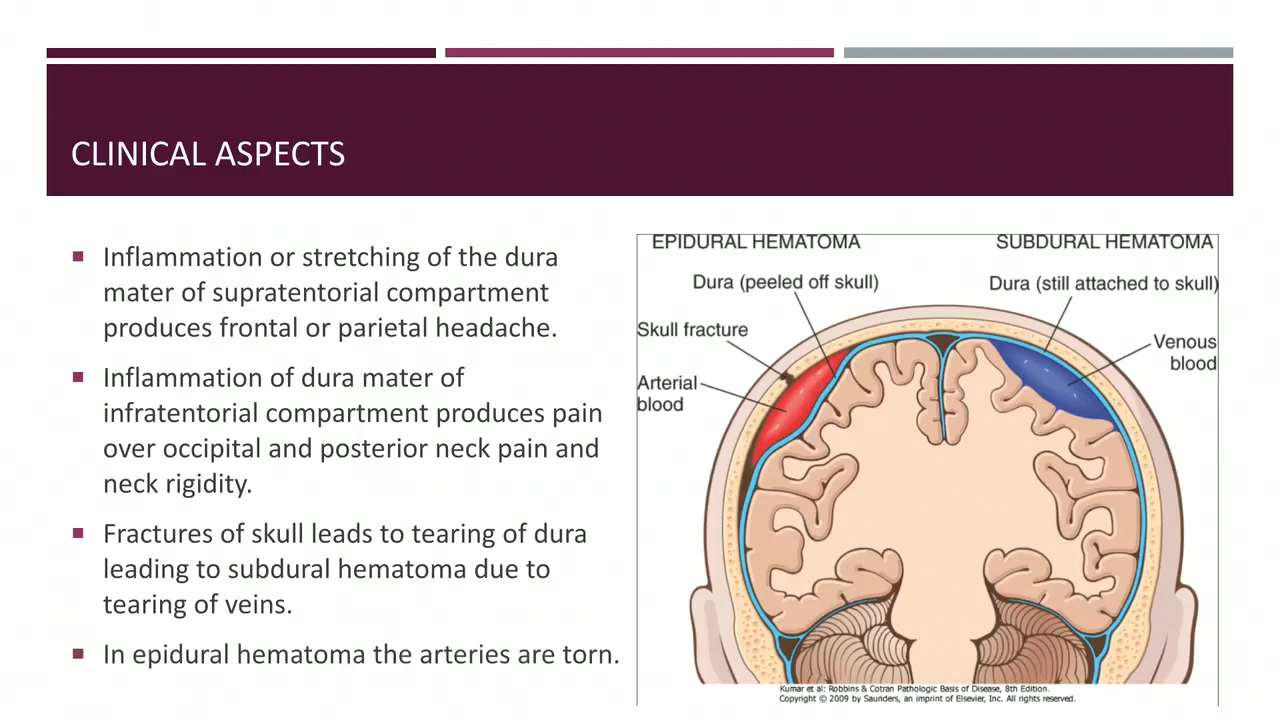 CLINICAL ASPECTS
▪ Inflammation or stretching of the dura
mater of supratentorial compartment
produces frontal or parietal headache.
▪ Inflammation of dura mater of
infratentorial compartment produces pain
over occipital and posterior neck pain and
neck rigidity.
▪ Fractures of skull leads to tearing of dura
leading to subdural hematoma due to
tearing of veins.
▪ In epidural hematoma the arteries are torn.
EPIDURAL HEMATOMA
SUBDURAL HEMATOMA
Dura (peeled off skull)
Dura (still attached to skull)
Skull fracture
Venous
blood
Arterial
blood
Kumar et al: Robbins & Cotran Pathologic Basis of Disease, 8th Edition.
Copyright © 2009 by Saunders, an imprint of Elsevier, Inc. All rights reserved.